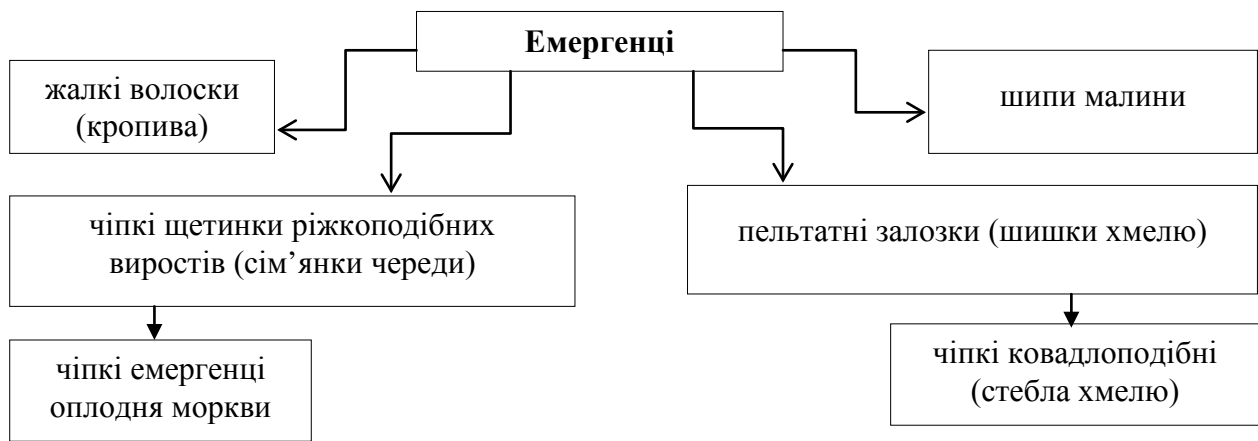 Емергенці
жалкі волоски
(кропива)
шипи малини
чіпкі щетинки ріжкоподібних
виростів (сім’янки череди)
пельтатні залозки (шишки хмелю)
чіпкі емергенці
оплодня моркви
чіпкі ковадлоподібні
(стебла хмелю)